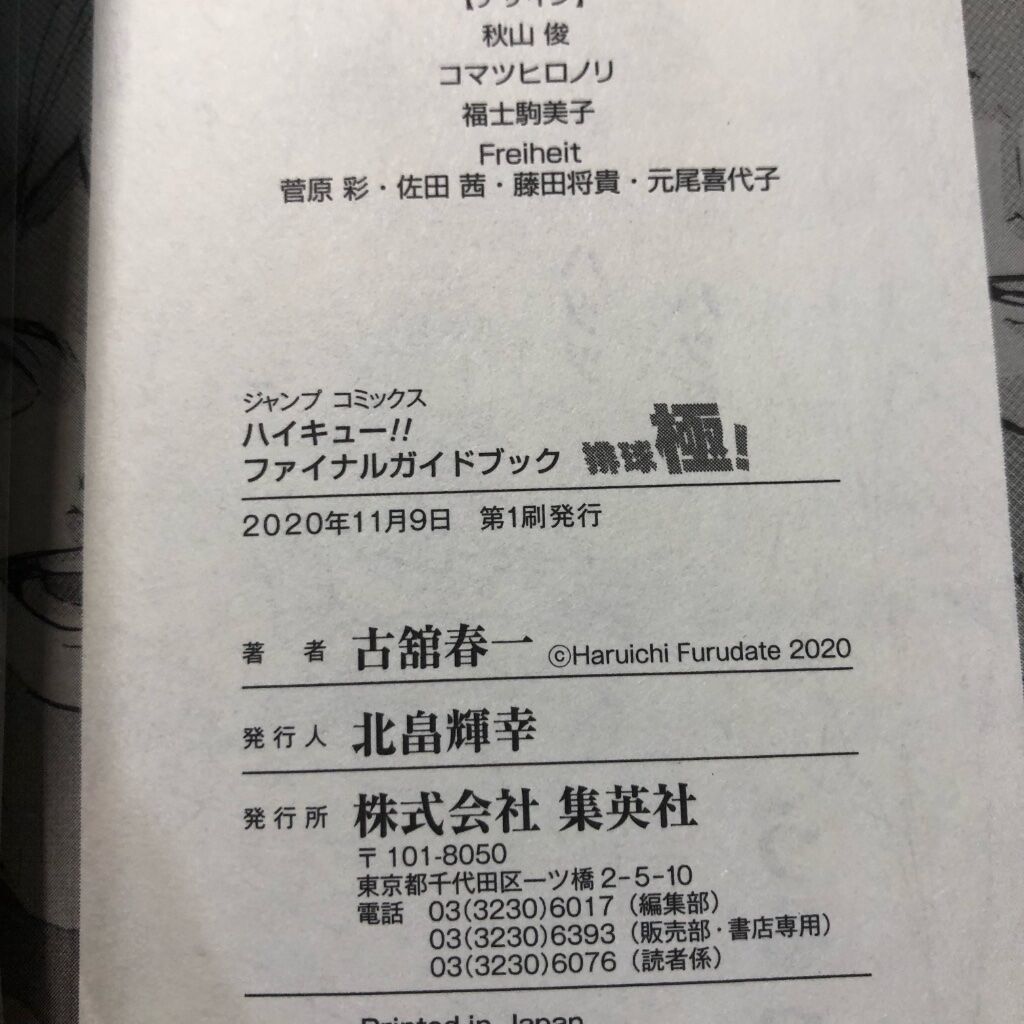 【デザイン】
秋山 俊
コマツヒロノリ
福士駒美子
Freiheit
菅原 彩・佐田 茜・藤田将貴・元尾喜代子
ジャンプ コミックス
ハイキュー!!
ファイナルガイドブック 排球極!
2020年11月9日 第1刷発行
著 者 古舘春一 ©Haruichi Furudate 2020
発行人 北畠輝幸
発行所 株式会社 集英社
〒101-8050
東京都千代田区一ツ橋2-5-10
電話 03(3230)6017（編集部）
03(3230)6393（販売部・書店専用）
03(3230)6076（読者係）
Printed in Japan